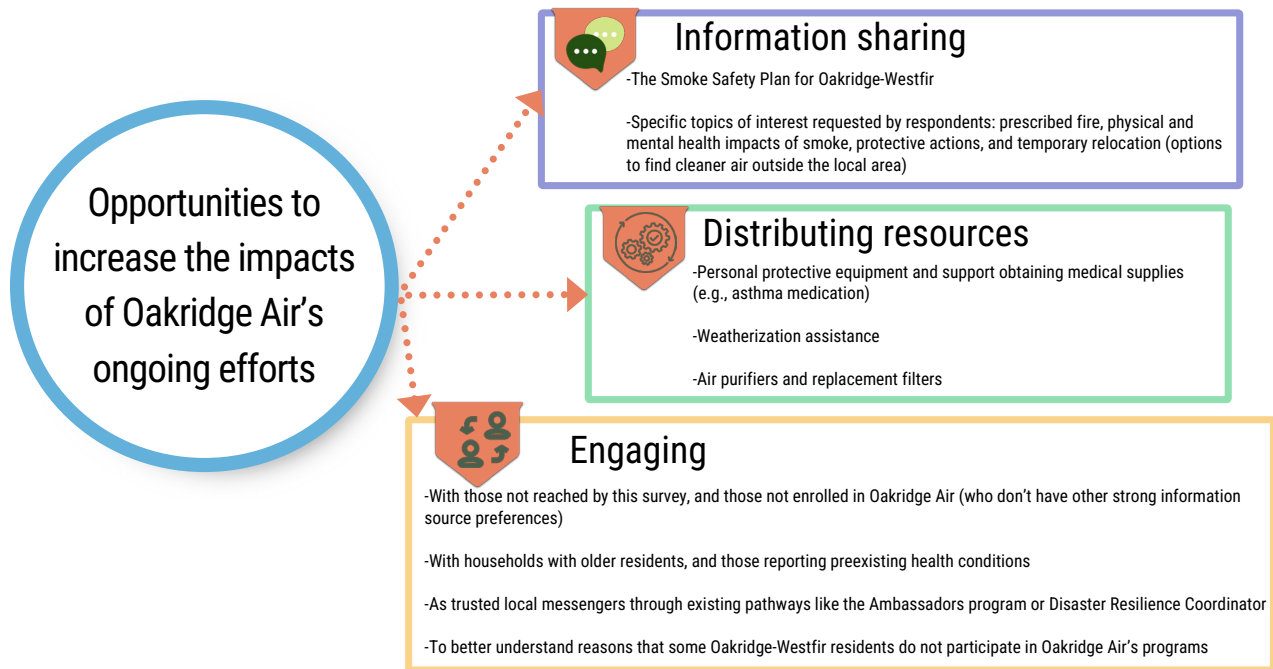 Opportunities to
increase the impacts
of Oakridge Air’s
ongoing efforts
Information sharing
-The Smoke Safety Plan for Oakridge-Westfir
-Specific topics of interest requested by respondents: prescribed fire, physical and
mental health impacts of smoke, protective actions, and temporary relocation (options
to find cleaner air outside the local area)
Distributing resources
-Personal protective equipment and support obtaining medical supplies
(e.g., asthma medication)
-Weatherization assistance
-Air purifiers and replacement filters
Engaging
-With those not reached by this survey, and those not enrolled in Oakridge Air (who don’t have other strong information
source preferences)
-With households with older residents, and those reporting preexisting health conditions
-As trusted local messengers through existing pathways like the Ambassadors program or Disaster Resilience Coordinator
-To better understand reasons that some Oakridge-Westfir residents do not participate in Oakridge Air’s programs